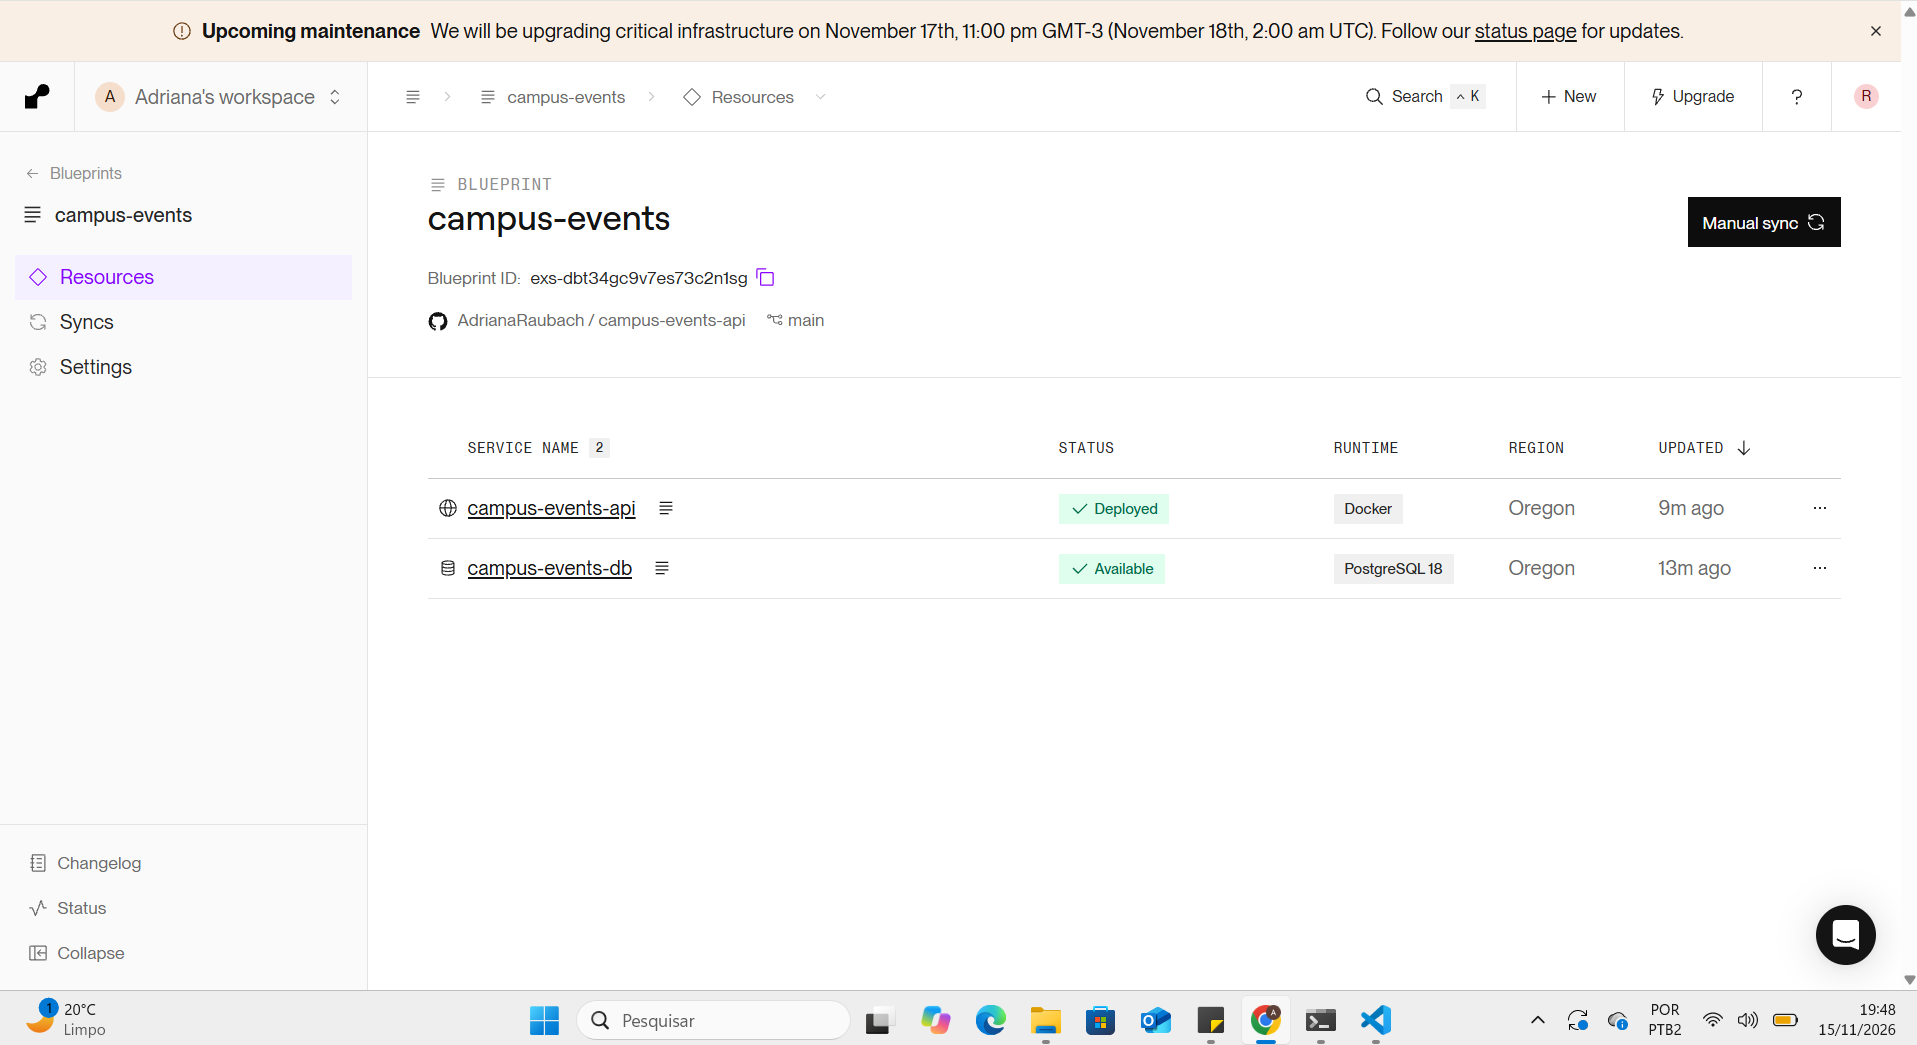 Upcoming maintenance We will be upgrading critical infrastructure on November 17th, 11:00 pm GMT-3 (November 18th, 2:00 am UTC). Follow our status page for updates.
A Adriana's workspace
campus-events Resources
Search ^ K
+ New
Upgrade
?
R
Blueprints
campus-events
Resources
Syncs
Settings
BLUEPRINT
campus-events
Manual sync
Blueprint ID: exs-dbt34gc9v7es73c2n1sg
AdrianaRaubach / campus-events-api main
SERVICE NAME 2 STATUS RUNTIME REGION UPDATED
campus-events-api Deployed Docker Oregon 9m ago
campus-events-db Available PostgreSQL 18 Oregon 13m ago
Changelog
Status
Collapse
1
20°C
Limpo
Pesquisar
A
POR
PTB2
19:48
15/11/2026